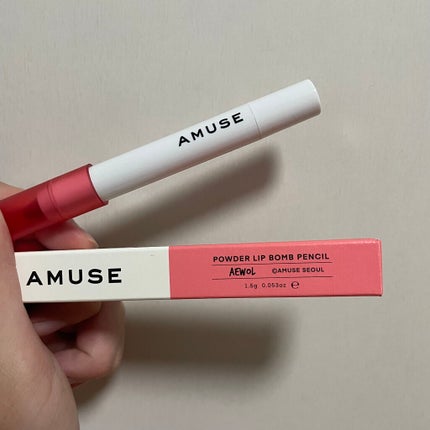 AMUSE
AMUSE
POWDER LIP BOMB PENCIL
AEWOL ©AMUSE SEOUL
1.5g 0.053oz ℮